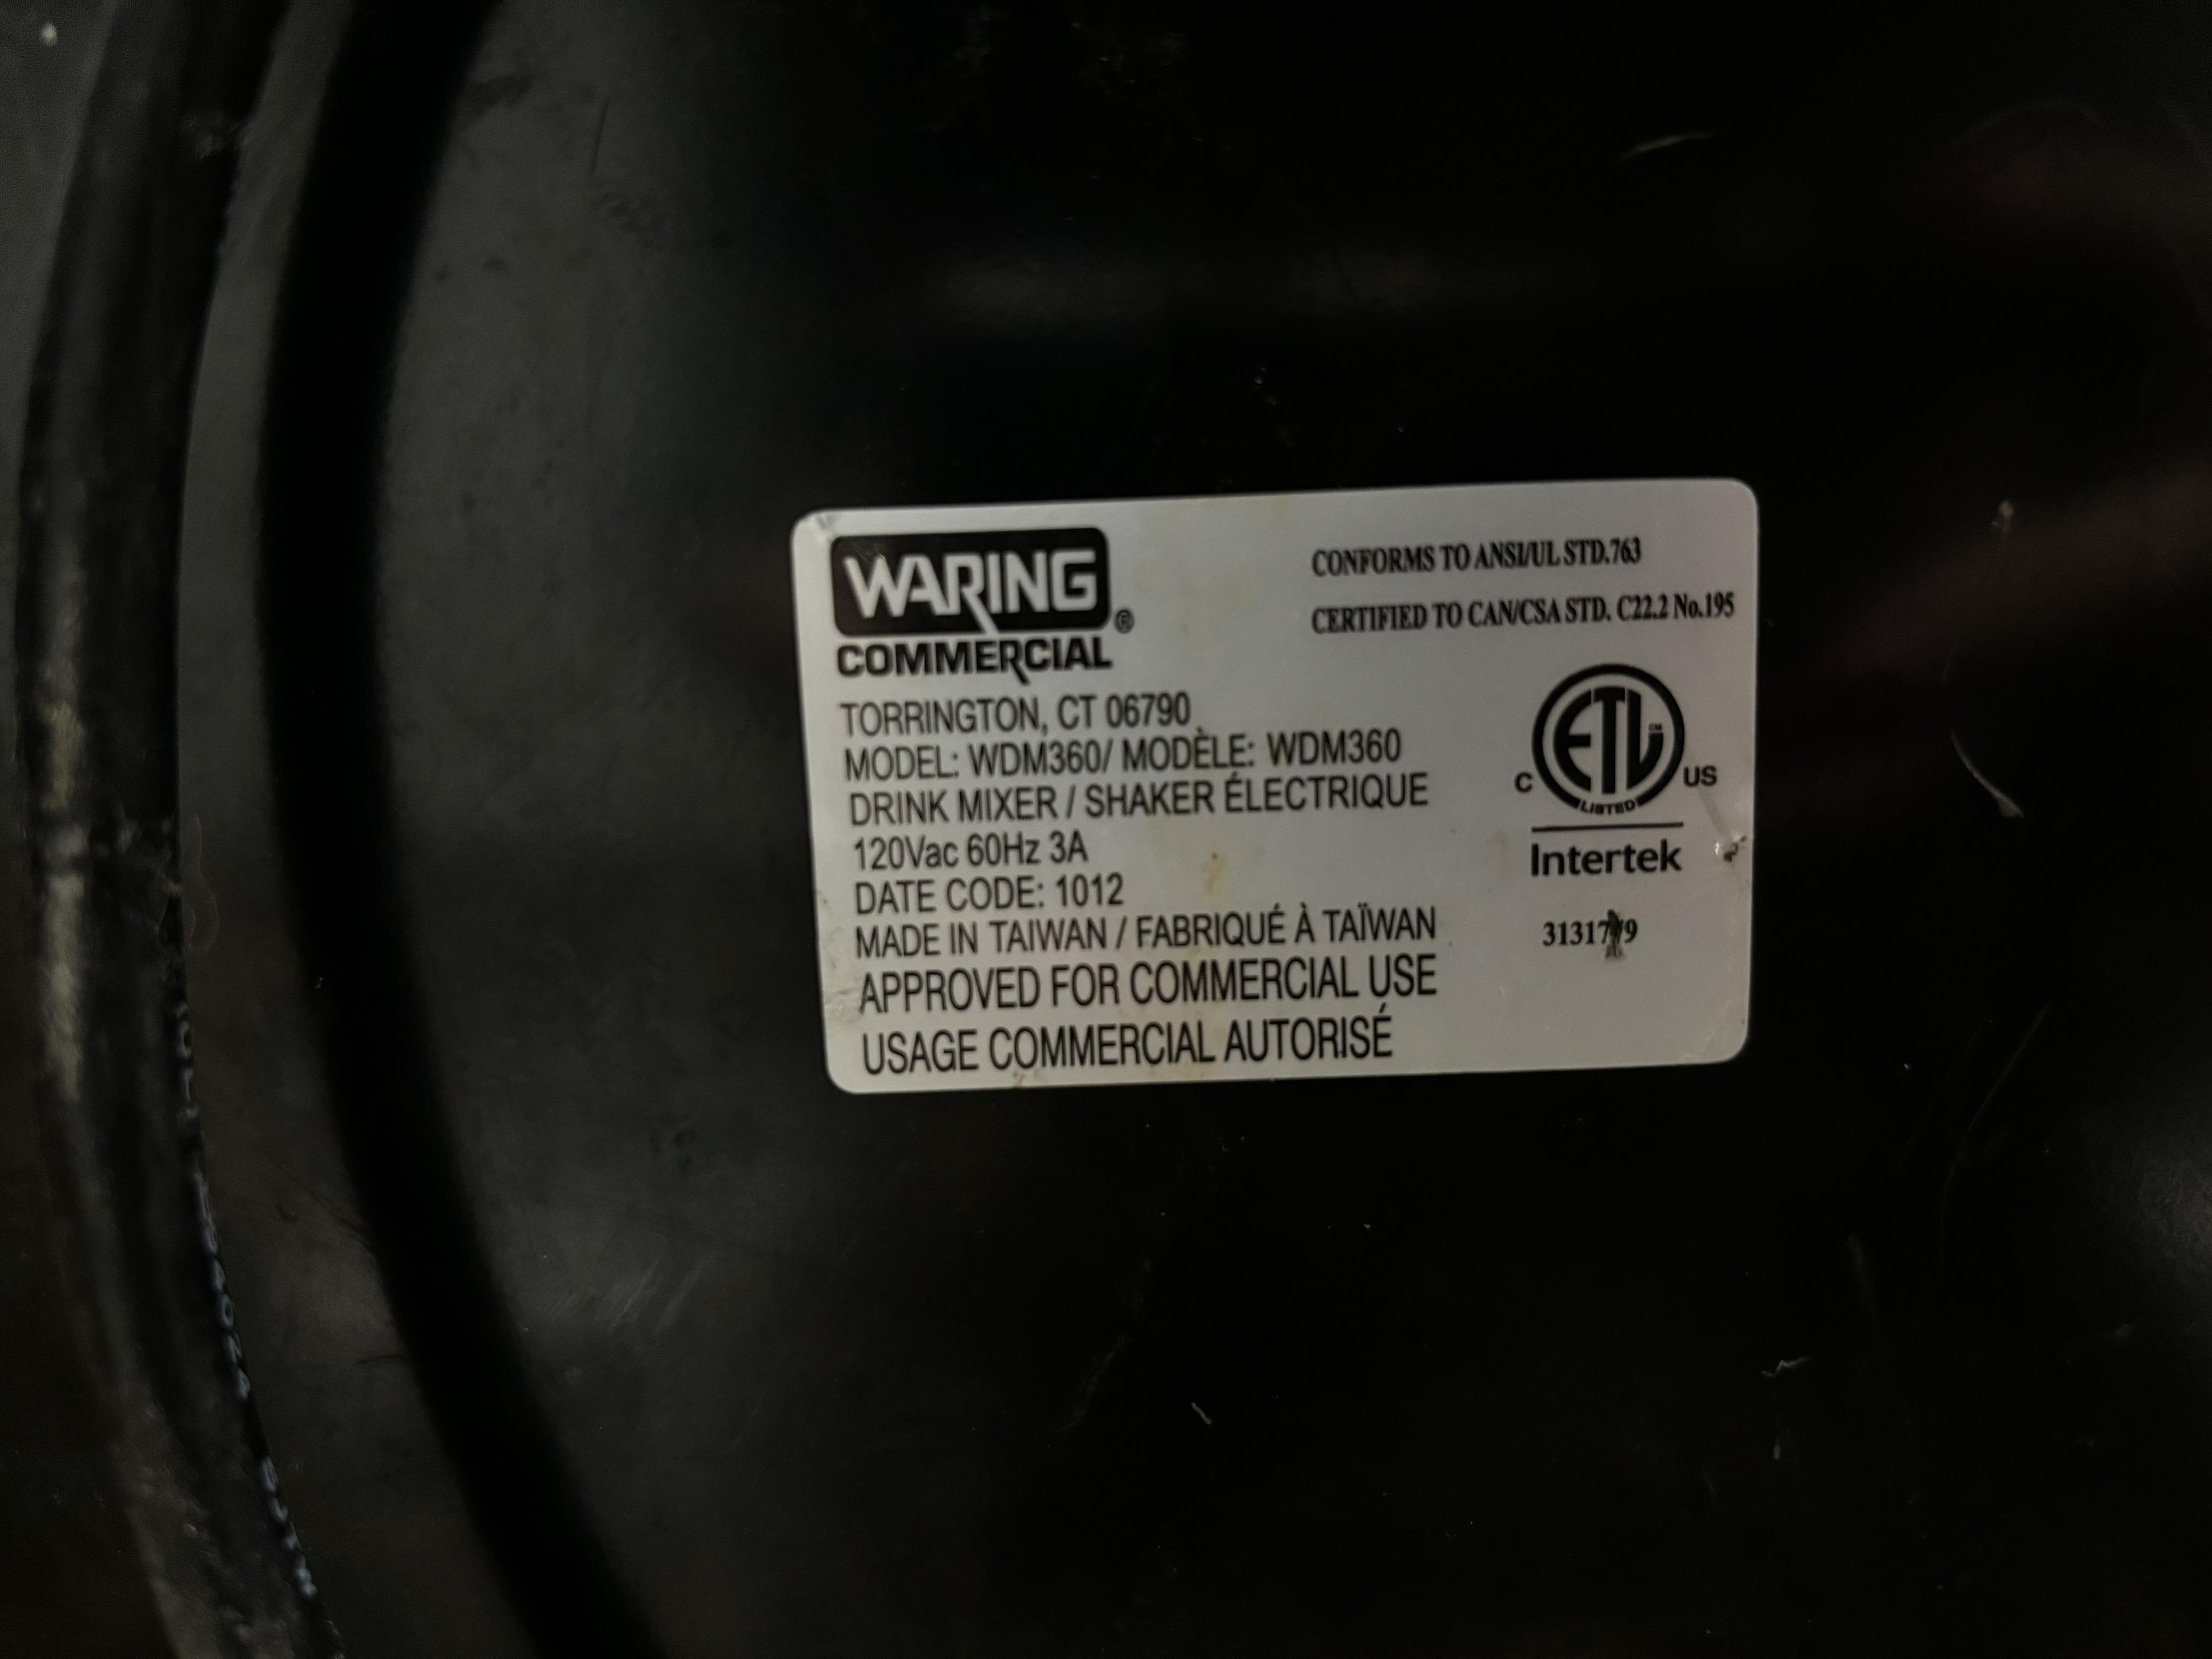 WARING
®
COMMERCIAL
TORRINGTON, CT 06790
MODEL: WDM360/ MODÈLE: WDM360
DRINK MIXER / SHAKER ÉLECTRIQUE
120Vac 60Hz 3A
DATE CODE: 1012
MADE IN TAIWAN / FABRIQUÉ À TAÏWAN
APPROVED FOR COMMERCIAL USE
USAGE COMMERCIAL AUTORISÉ
CONFORMS TO ANSI/UL STD.763
CERTIFIED TO CAN/CSA STD. C22.2 No.195
C ETL US
LISTED
Intertek